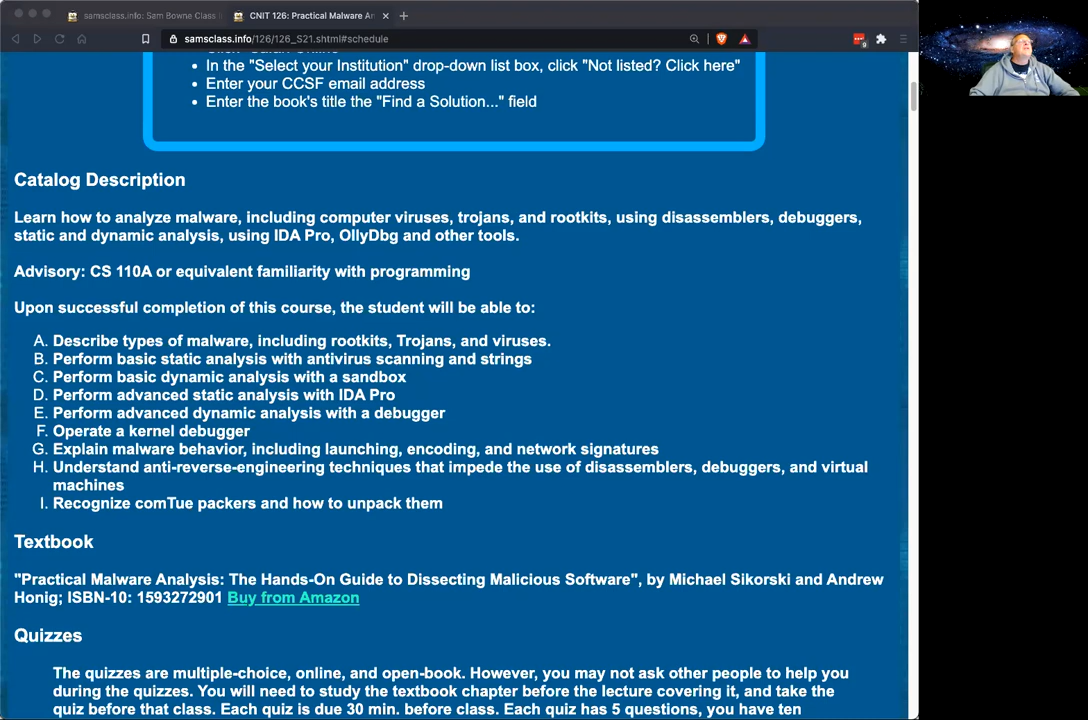 samsclass.info: Sam Bowne Class
CNIT 126: Practical Malware An
samsclass.info/126/126_S21.shtml#schedule
In the "Select your Institution" drop-down list box, click "Not listed? Click here"
Enter your CCSF email address
Enter the book's title the "Find a Solution..." field
Catalog Description
Learn how to analyze malware, including computer viruses, trojans, and rootkits, using disassemblers, debuggers,
static and dynamic analysis, using IDA Pro, OllyDbg and other tools.
Advisory: CS 110A or equivalent familiarity with programming
Upon successful completion of this course, the student will be able to:
A. Describe types of malware, including rootkits, Trojans, and viruses.
B. Perform basic static analysis with antivirus scanning and strings
C. Perform basic dynamic analysis with a sandbox
D. Perform advanced static analysis with IDA Pro
E. Perform advanced dynamic analysis with a debugger
F. Operate a kernel debugger
G. Explain malware behavior, including launching, encoding, and network signatures
H. Understand anti-reverse-engineering techniques that impede the use of disassemblers, debuggers, and virtual
machines
I. Recognize comTue packers and how to unpack them
Textbook
"Practical Malware Analysis: The Hands-On Guide to Dissecting Malicious Software", by Michael Sikorski and Andrew
Honig; ISBN-10: 1593272901 Buy from Amazon
Quizzes
The quizzes are multiple-choice, online, and open-book. However, you may not ask other people to help you
during the quizzes. You will need to study the textbook chapter before the lecture covering it, and take the
quiz before that class. Each quiz is due 30 min. before class. Each quiz has 5 questions, you have ten